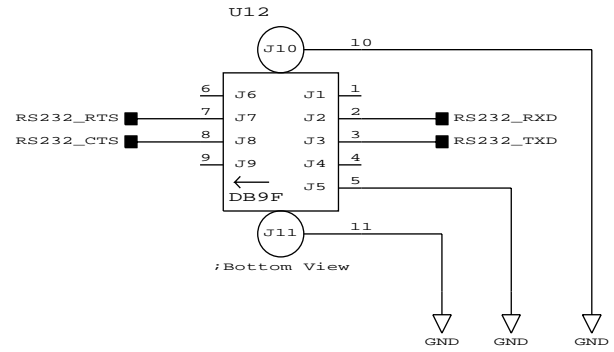 U12
J10 10
6 J6 J1 1
RS232_RTS 7 J7 J2 2 RS232_RXD
RS232_CTS 8 J8 J3 3 RS232_TXD
9 J9 J4 4
J5 5
DB9F
J11 11
;Bottom View
GND GND GND